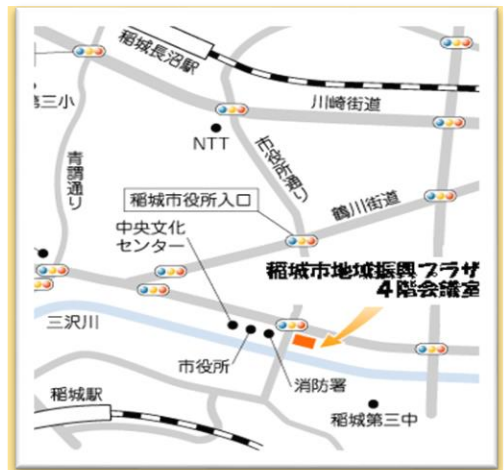 稲城長沼駅
第三小
川崎街道
NTT
市役所通り
青謂通り
稲城市役所入口
鶴川街道
中央文化
センター
稲城市地域振興プラザ
4階会議室
三沢川
市役所
消防署
稲城駅
稲城第三中